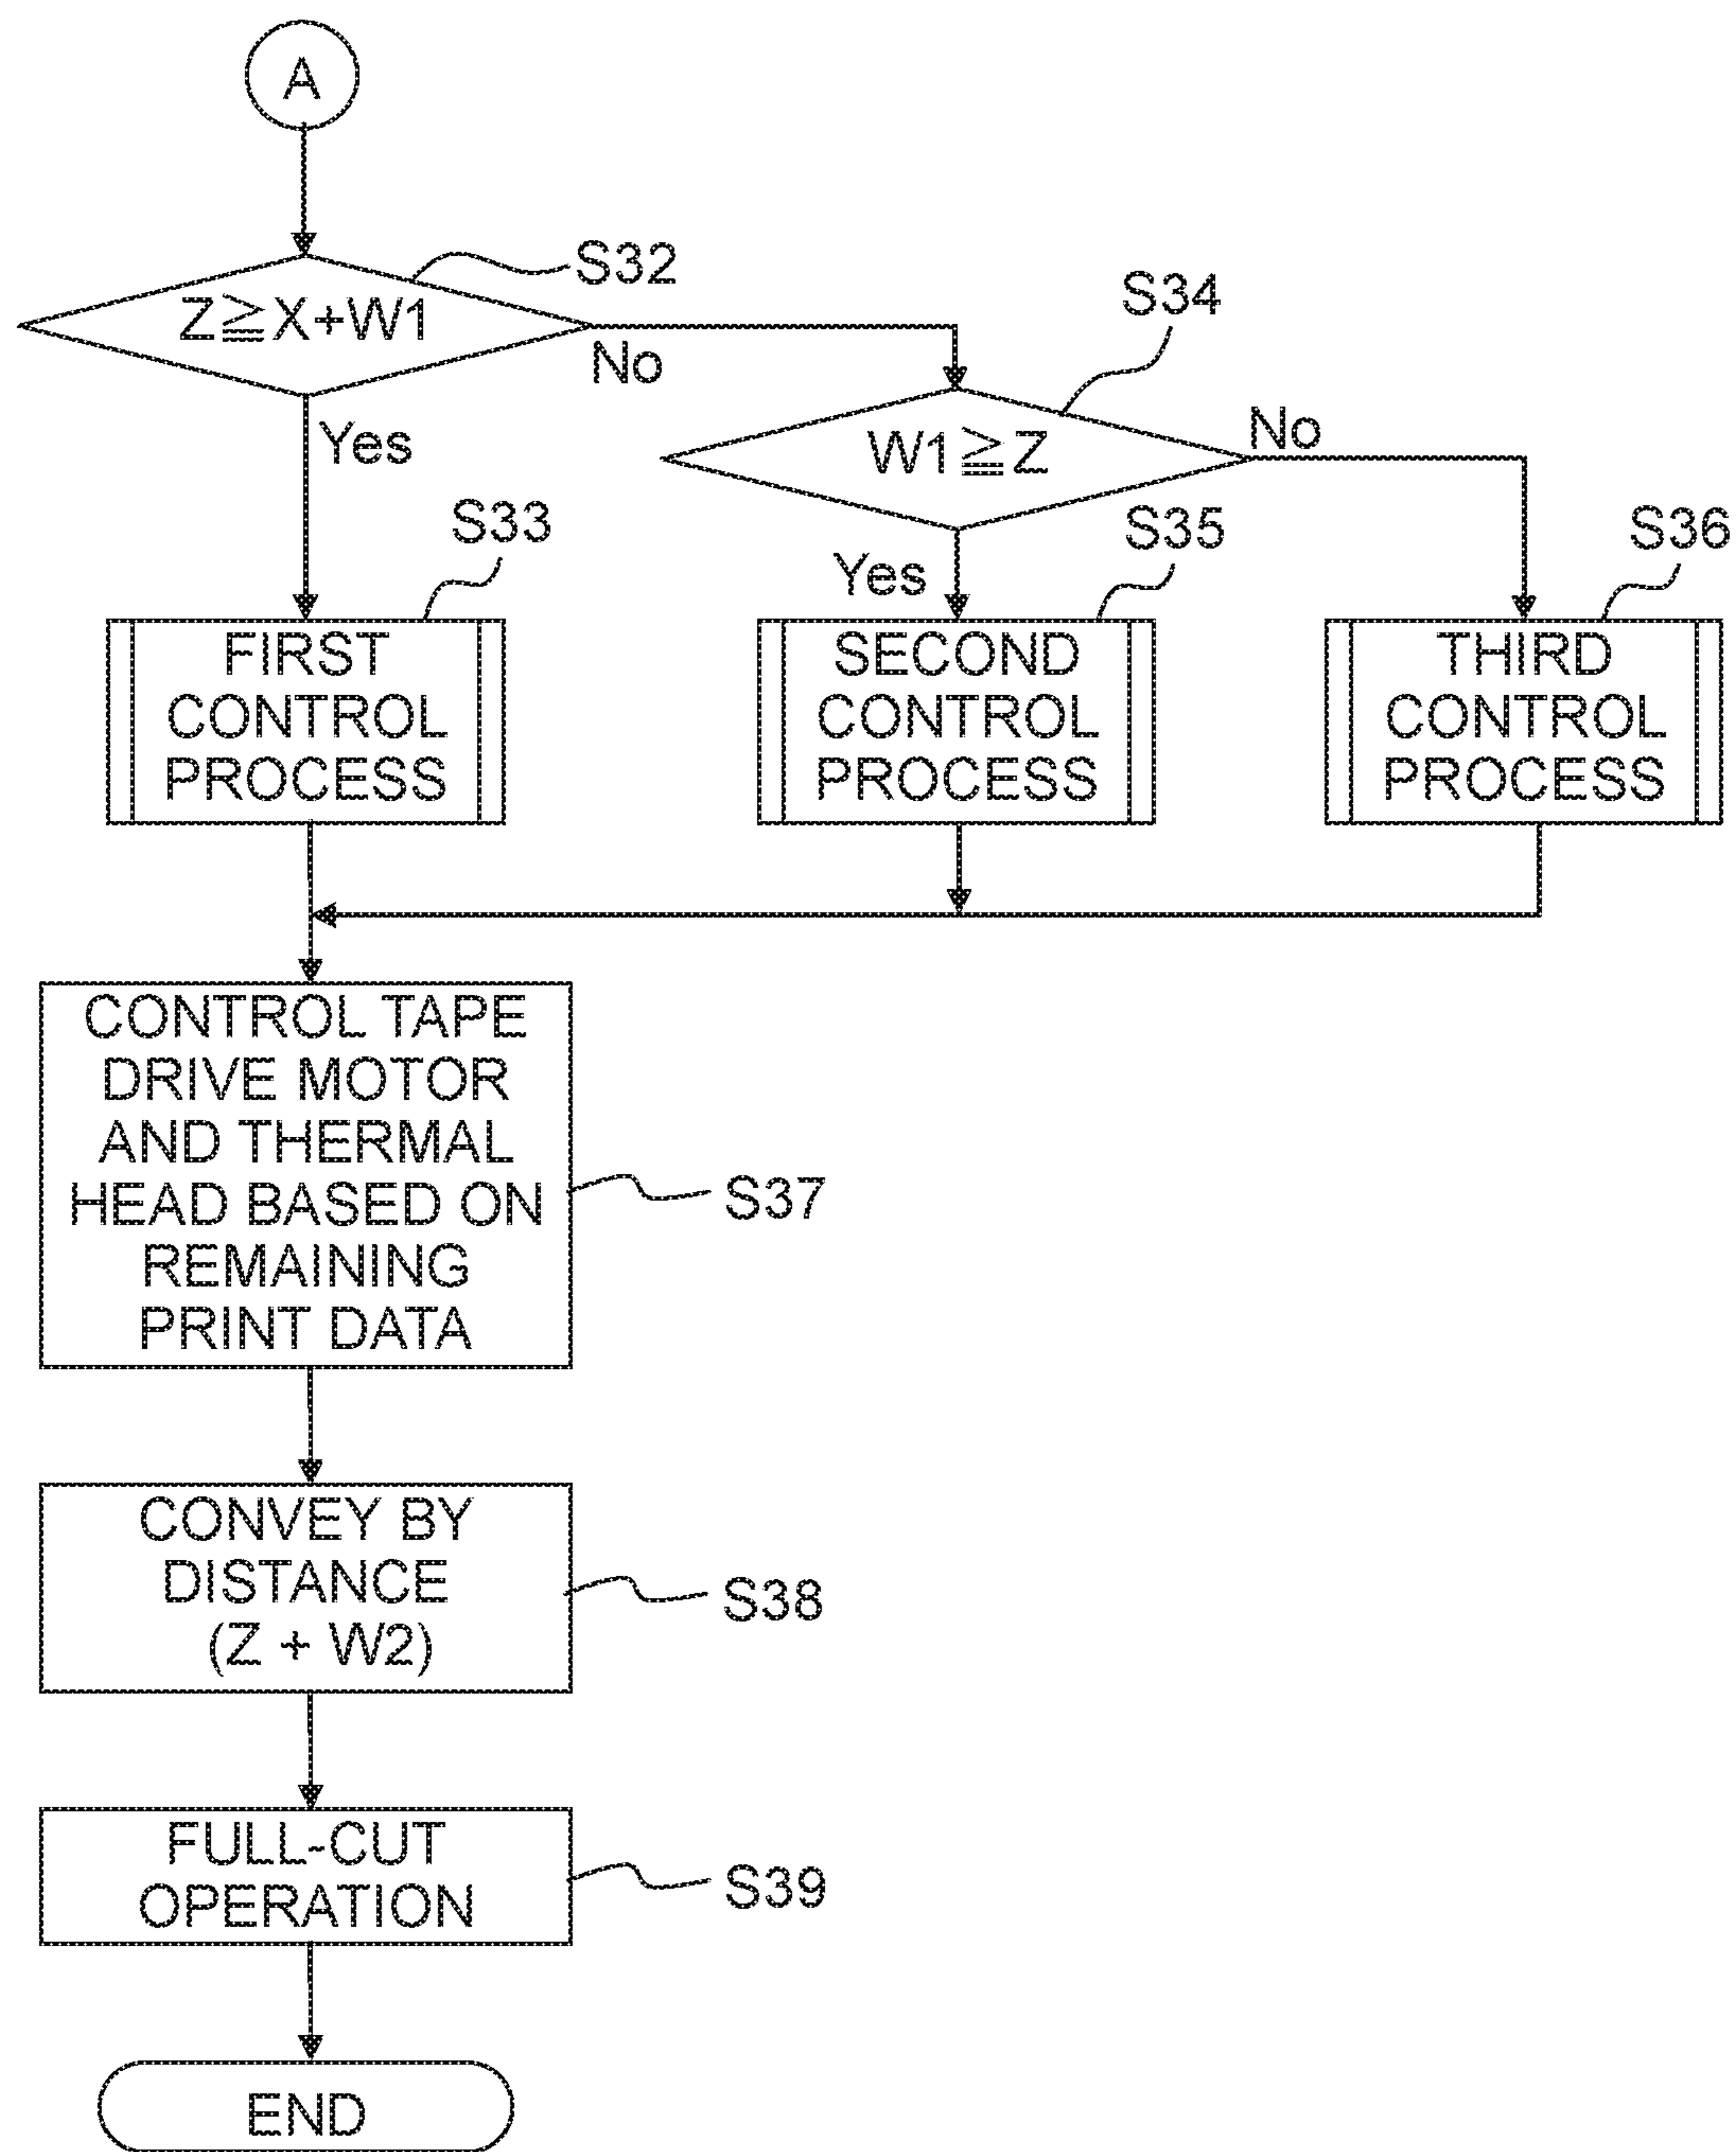 A
S32
Z≧X+W1
No
S34
Yes
W1≧Z
No
S33
S35
S36
Yes
FIRST
CONTROL
PROCESS
SECOND
CONTROL
PROCESS
THIRD
CONTROL
PROCESS
CONTROL TAPE
DRIVE MOTOR
AND THERMAL
HEAD BASED ON
REMAINING
PRINT DATA
S37
CONVEY BY
DISTANCE
(Z + W2)
S38
FULL-CUT
OPERATION
S39
END